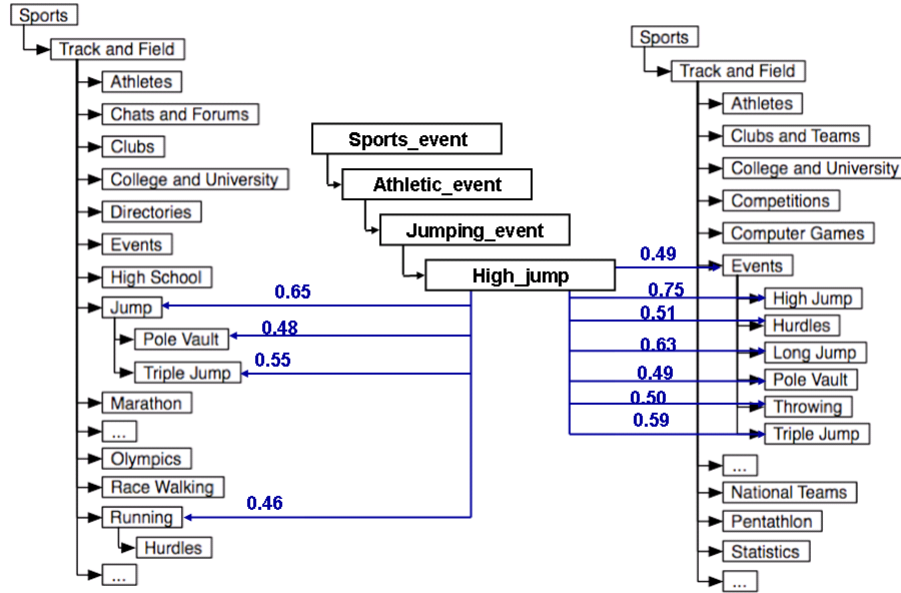 Sports
Track and Field
Athletes
Chats and Forums
Clubs
College and University
Directories
Events
High School
Jump
Pole Vault
Triple Jump
Marathon
...
Olympics
Race Walking
Running
Hurdles
...
Sports_event
Athletic_event
Jumping_event
High_jump
0.65
0.48
0.55
0.46
0.49
0.75
0.51
0.63
0.49
0.50
0.59
Sports
Track and Field
Athletes
Clubs and Teams
College and University
Competitions
Computer Games
Events
High Jump
Hurdles
Long Jump
Pole Vault
Throwing
Triple Jump
...
National Teams
Pentathlon
Statistics
...